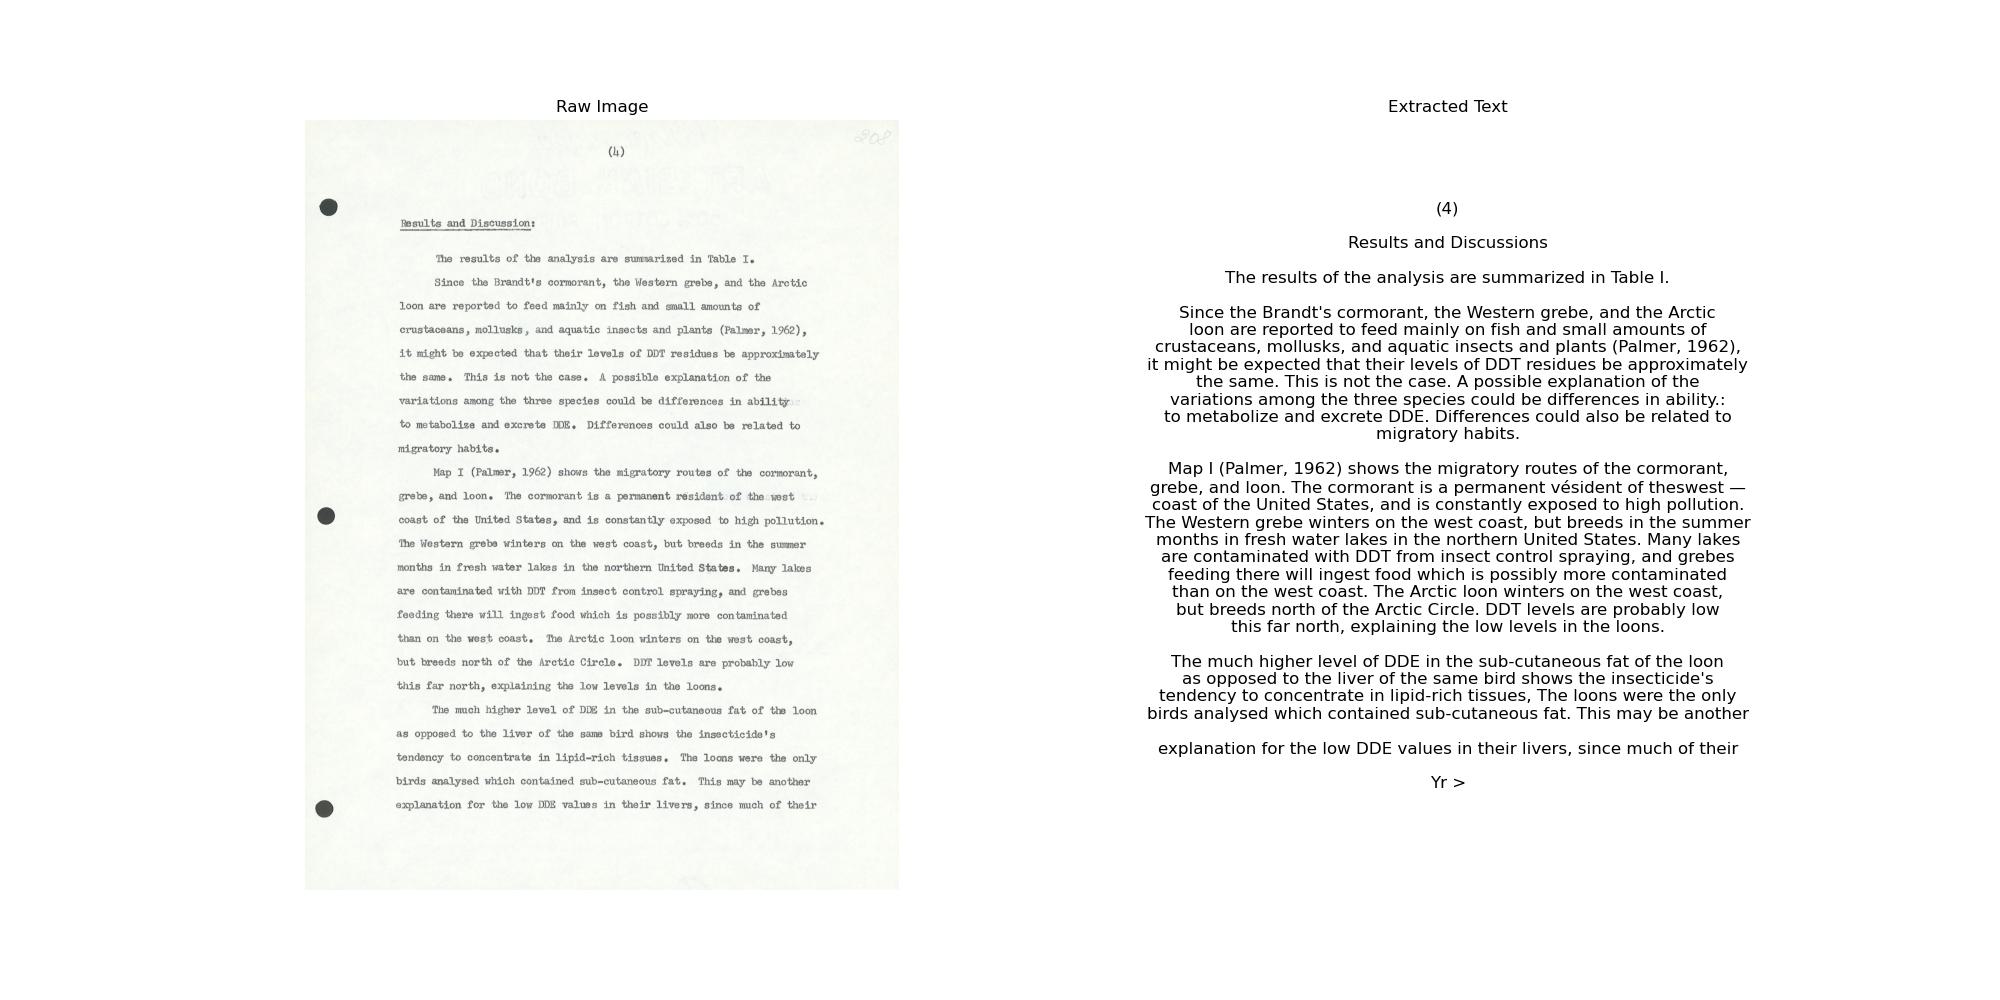 Raw Image
208
(4)
Results and Discussion:
The results of the analysis are summarized in Table I.
Since the Brandt's cormorant, the Western grebe, and the Arctic
loon are reported to feed mainly on fish and small amounts of
crustaceans, mollusks, and aquatic insects and plants (Palmer, 1962),
it might be expected that their levels of DDT residues be approximately
the same. This is not the case. A possible explanation of the
variations among the three species could be differences in ability
to metabolize and excrete DDE. Differences could also be related to
migratory habits.
Map I (Palmer, 1962) shows the migratory routes of the cormorant,
grebe, and loon. The cormorant is a permanent resident of the west
coast of the United States, and is constantly exposed to high pollution.
The Western grebe winters on the west coast, but breeds in the summer
months in fresh water lakes in the northern United States. Many lakes
are contaminated with DDT from insect control spraying, and grebes
feeding there will ingest food which is possibly more contaminated
than on the west coast. The Arctic loon winters on the west coast,
but breeds north of the Arctic Circle. DDT levels are probably low
this far north, explaining the low levels in the loons.
The much higher level of DDE in the sub-cutaneous fat of the loon
as opposed to the liver of the same bird shows the insecticide's
tendency to concentrate in lipid-rich tissues. The loons were the only
birds analysed which contained sub-cutaneous fat. This may be another
explanation for the low DDE values in their livers, since much of their
Extracted Text
(4)
Results and Discussions
The results of the analysis are summarized in Table I.
Since the Brandt's cormorant, the Western grebe, and the Arctic
loon are reported to feed mainly on fish and small amounts of
crustaceans, mollusks, and aquatic insects and plants (Palmer, 1962),
it might be expected that their levels of DDT residues be approximately
the same. This is not the case. A possible explanation of the
variations among the three species could be differences in ability.:
to metabolize and excrete DDE. Differences could also be related to
migratory habits.
Map I (Palmer, 1962) shows the migratory routes of the cormorant,
grebe, and loon. The cormorant is a permanent vésident of theswest —
coast of the United States, and is constantly exposed to high pollution.
The Western grebe winters on the west coast, but breeds in the summer
months in fresh water lakes in the northern United States. Many lakes
are contaminated with DDT from insect control spraying, and grebes
feeding there will ingest food which is possibly more contaminated
than on the west coast. The Arctic loon winters on the west coast,
but breeds north of the Arctic Circle. DDT levels are probably low
this far north, explaining the low levels in the loons.
The much higher level of DDE in the sub-cutaneous fat of the loon
as opposed to the liver of the same bird shows the insecticide's
tendency to concentrate in lipid-rich tissues, The loons were the only
birds analysed which contained sub-cutaneous fat. This may be another
explanation for the low DDE values in their livers, since much of their
Yr >